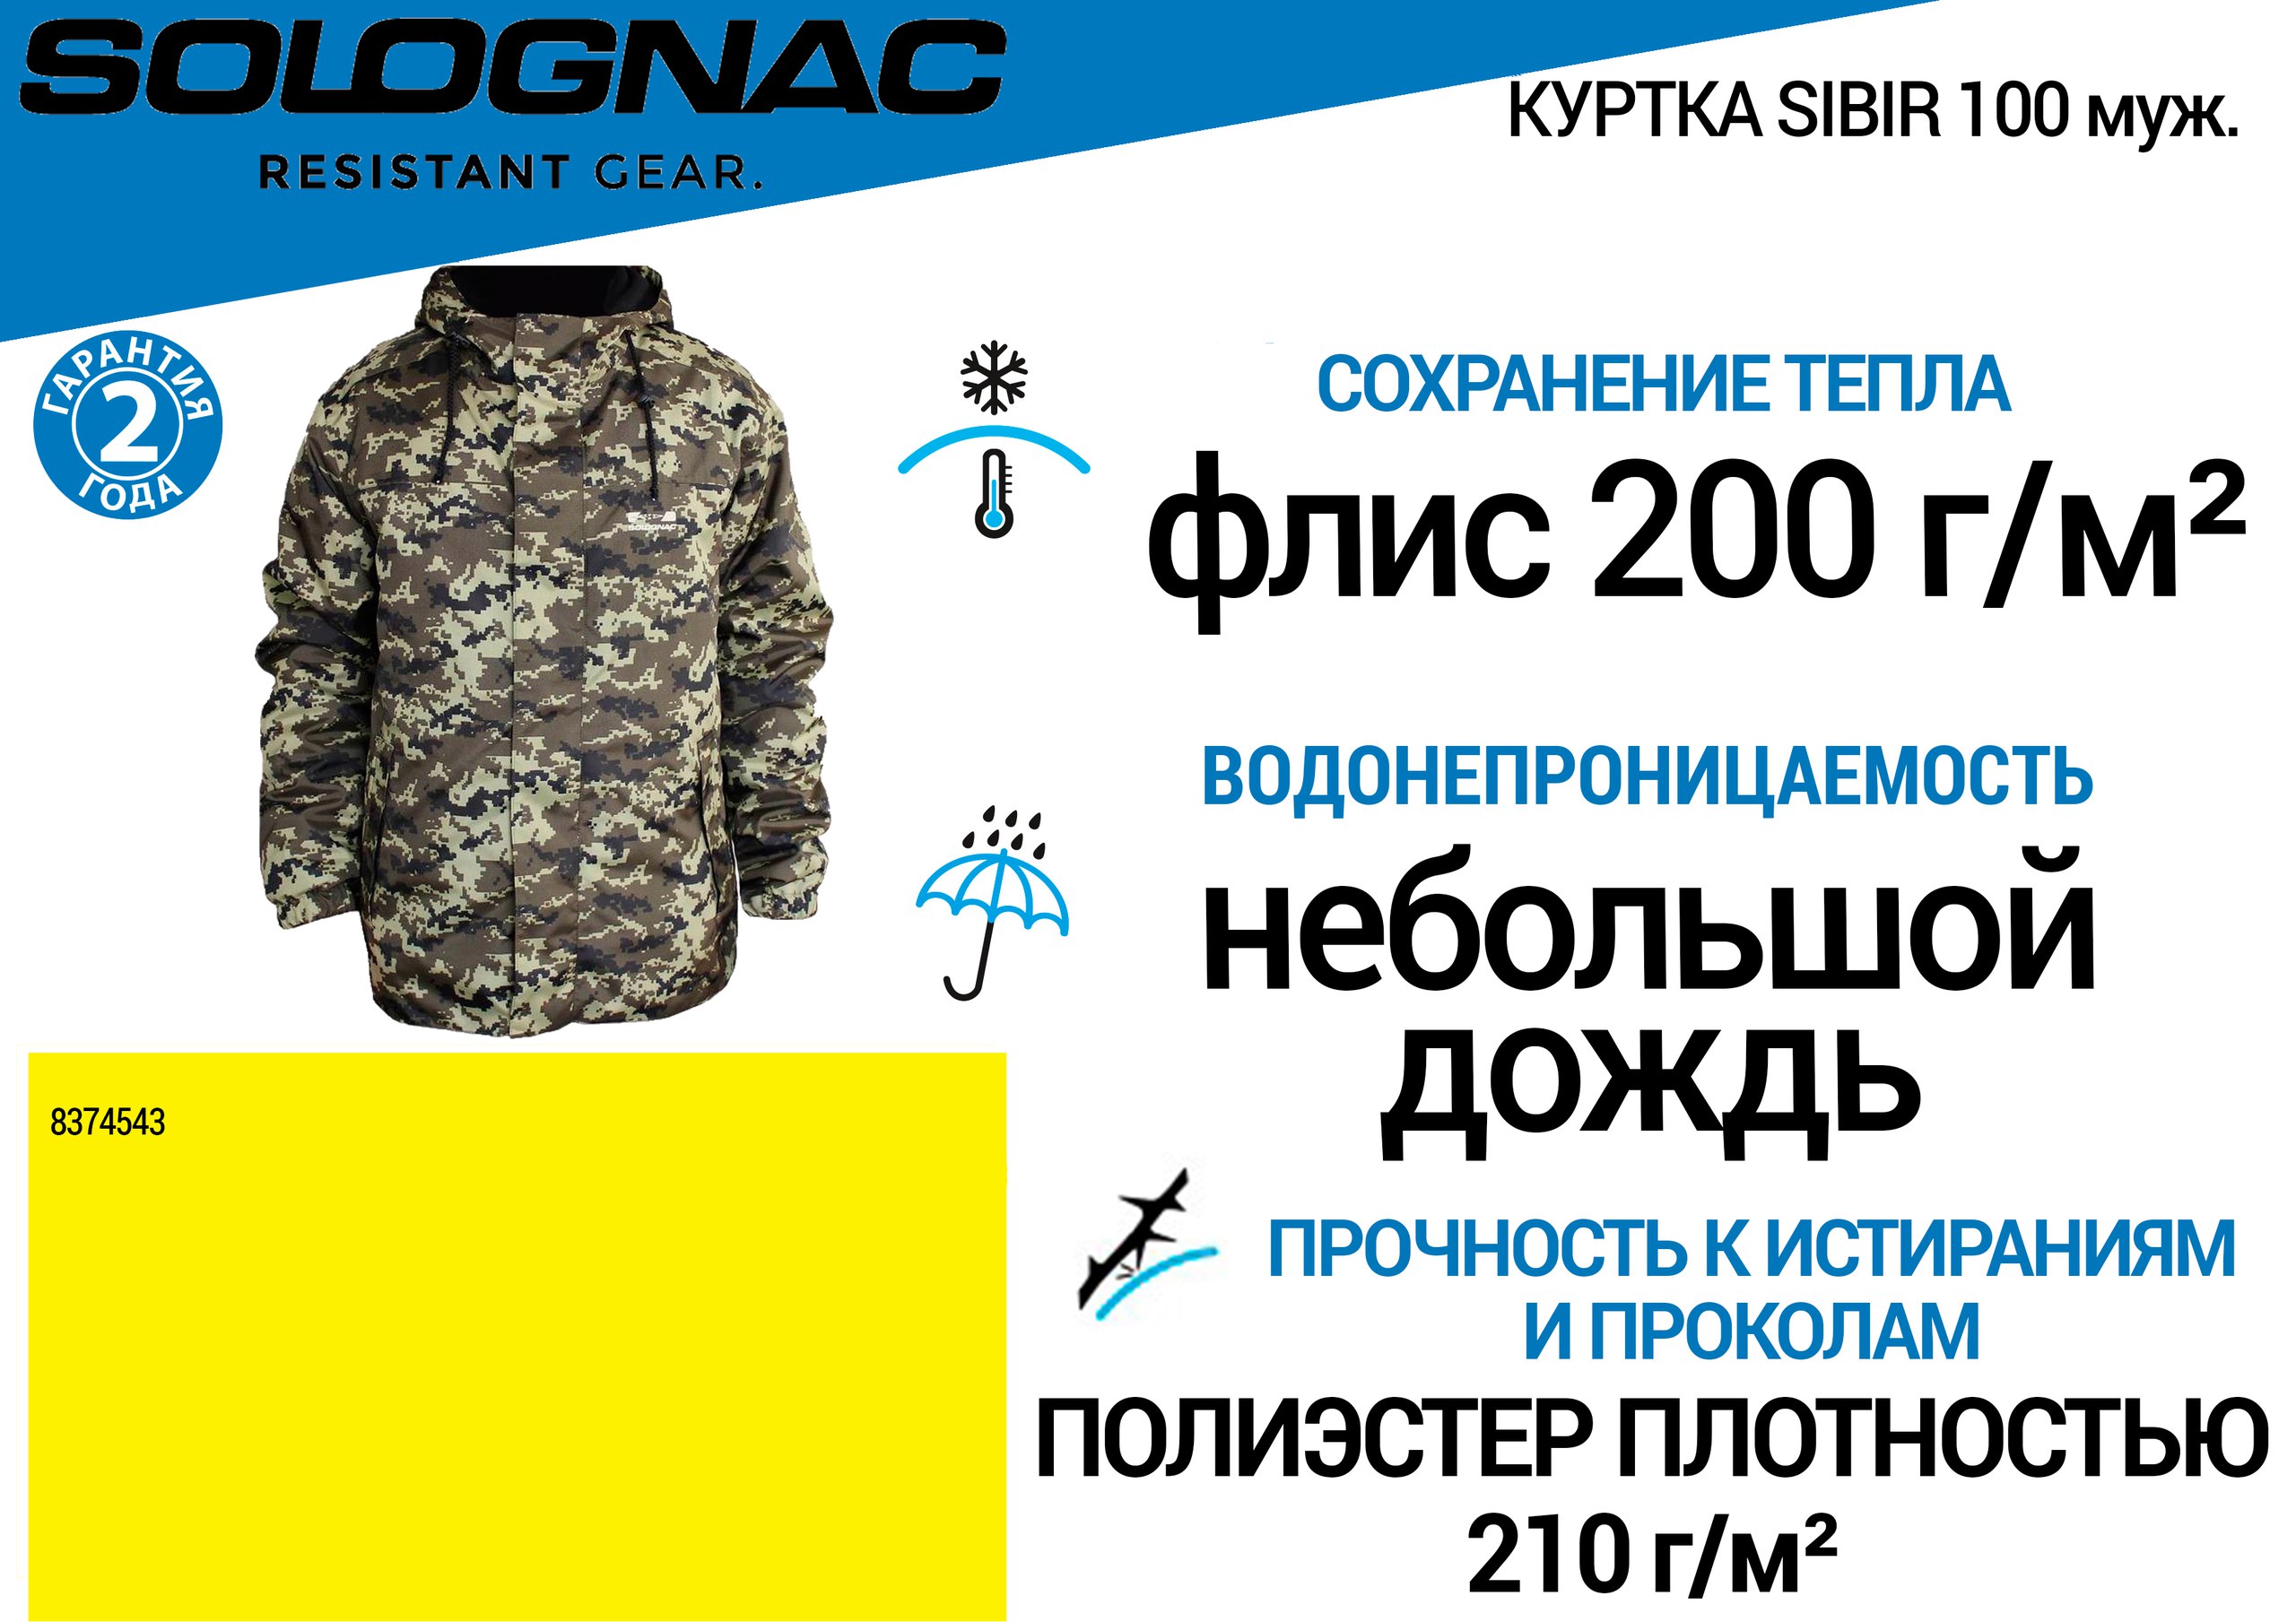 SOLOGNAC
RESISTANT GEAR.
КУРТКА SIBIR 100 муж.
ГАРАНТИЯ
2
ГОДА
SOLOGNAC
СОХРАНЕНИЕ ТЕПЛА
флис 200 г/м²
ВОДОНЕПРОНИЦАЕМОСТЬ
небольшой
дождь
8374543
ПРОЧНОСТЬ К ИСТИРАНИЯМ
И ПРОКОЛАМ
ПОЛИЭСТЕР ПЛОТНОСТЬЮ
210 г/м²